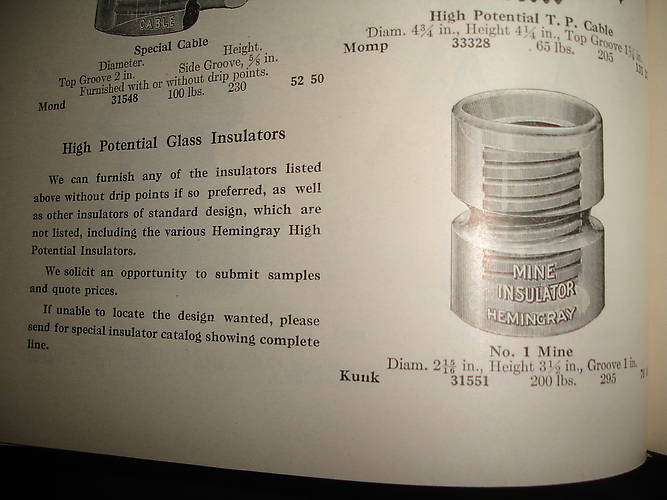 CABLE
Special Cable
Diameter. Height.
Top Groove 2 in. Side Groove, 5/8 in.
Furnished with or without drip points.
Mond 31548 100 lbs. 230 52 50
High Potential Glass Insulators
We can furnish any of the insulators listed
above without drip points if so preferred, as well
as other insulators of standard design, which are
not listed, including the various Hemingray High
Potential Insulators.
We solicit an opportunity to submit samples
and quote prices.
If unable to locate the design wanted, please
send for special insulator catalog showing complete
line.
High Potential T. P. Cable
Diam. 4¾ in., Height 4¼ in., Top Groove in.
Momp 33328 65 lbs. 205
MINE
INSULATOR
HEMINGRAY
No. 1 Mine
Diam. 2 15/16 in., Height 3½ in., Groove 1 in.
Kunk 31551 200 lbs. 295